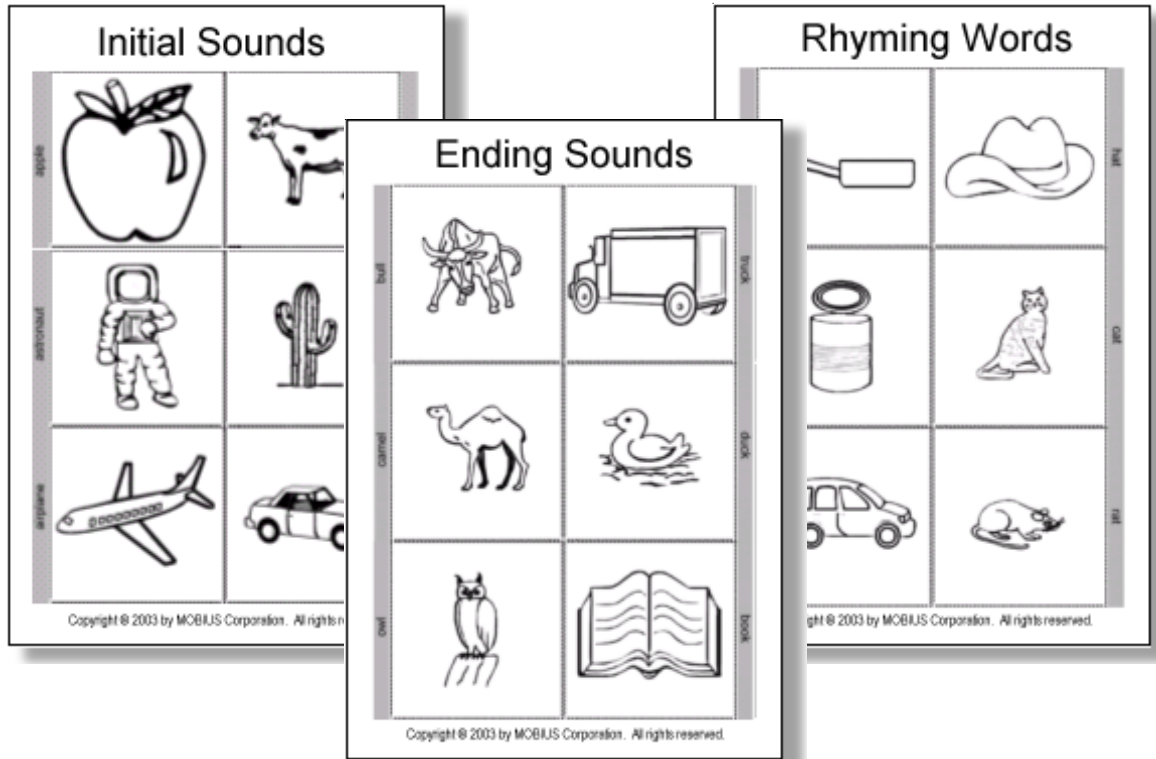 Initial Sounds
apple
astronaut
airplane
Copyright © 2003 by MOBIUS Corporation. All rights r
Ending Sounds
bull
truck
camel
duck
owl
book
Copyright © 2003 by MOBIUS Corporation. All rights reserved.
Rhyming Words
hat
cat
rat
ght © 2003 by MOBIUS Corporation. All rights reserved.